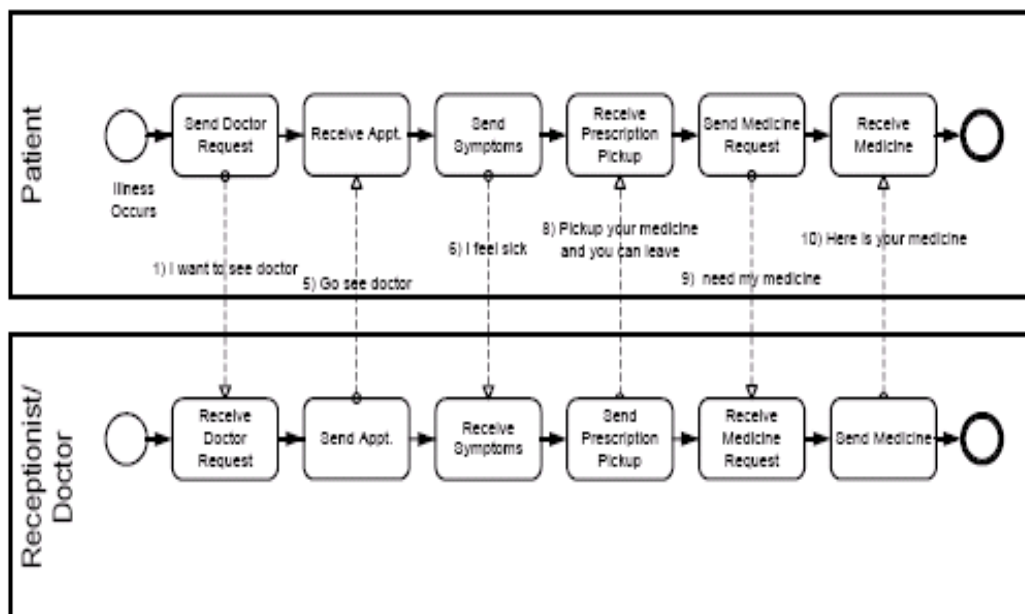 Patient
Send Doctor
Request
Receive Appt.
Send
Symptoms
Receive
Prescription
Pickup
Send Medicine
Request
Receive
Medicine
Illness
Occurs
1) I want to see doctor
5) Go see doctor
6) I feel sick
8) Pickup your medicine
and you can leave
9) need my medicine
10) Here is your medicine
Receptionist/
Doctor
Receive
Doctor
Request
Send Appt.
Receive
Symptoms
Send
Prescription
Pickup
Receive
Medicine
Request
Send Medicine